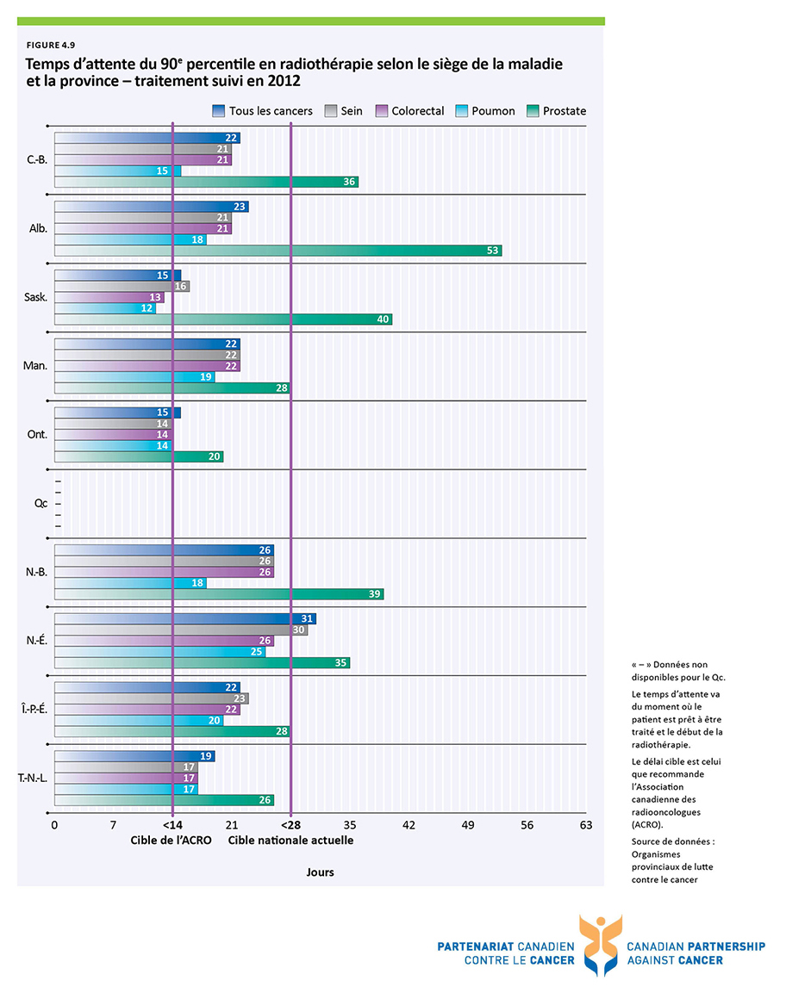 FIGURE 4.9
Temps d’attente du 90e percentile en radiothérapie selon le siège de la maladie
et la province – traitement suivi en 2012
Tous les cancers Sein Colorectal Poumon Prostate
C.-B.
22
21
21
15
36
Alb.
23
21
21
18
53
Sask.
15
16
13
12
40
Man.
22
22
22
19
28
Ont.
15
14
14
14
20
Qc
–
–
–
–
–
N.-B.
26
26
26
18
39
N.-É.
31
30
26
25
35
Î.-P.-É.
22
23
22
20
28
T.-N.-L.
19
17
17
17
26
0 7 <14 21 <28 35 42 49 56 63
Cible de l’ACRO Cible nationale actuelle
Jours
« – » Données non
disponibles pour le Qc.
Le temps d’attente va
du moment où le
patient est prêt à être
traité et le début de la
radiothérapie.
Le délai cible est celui
que recommande
l’Association
canadienne des
radiooncologues
(ACRO).
Source de données :
Organismes
provinciaux de lutte
contre le cancer
PARTENARIAT CANADIEN
CONTRE LE CANCER
CANADIAN PARTNERSHIP
AGAINST CANCER